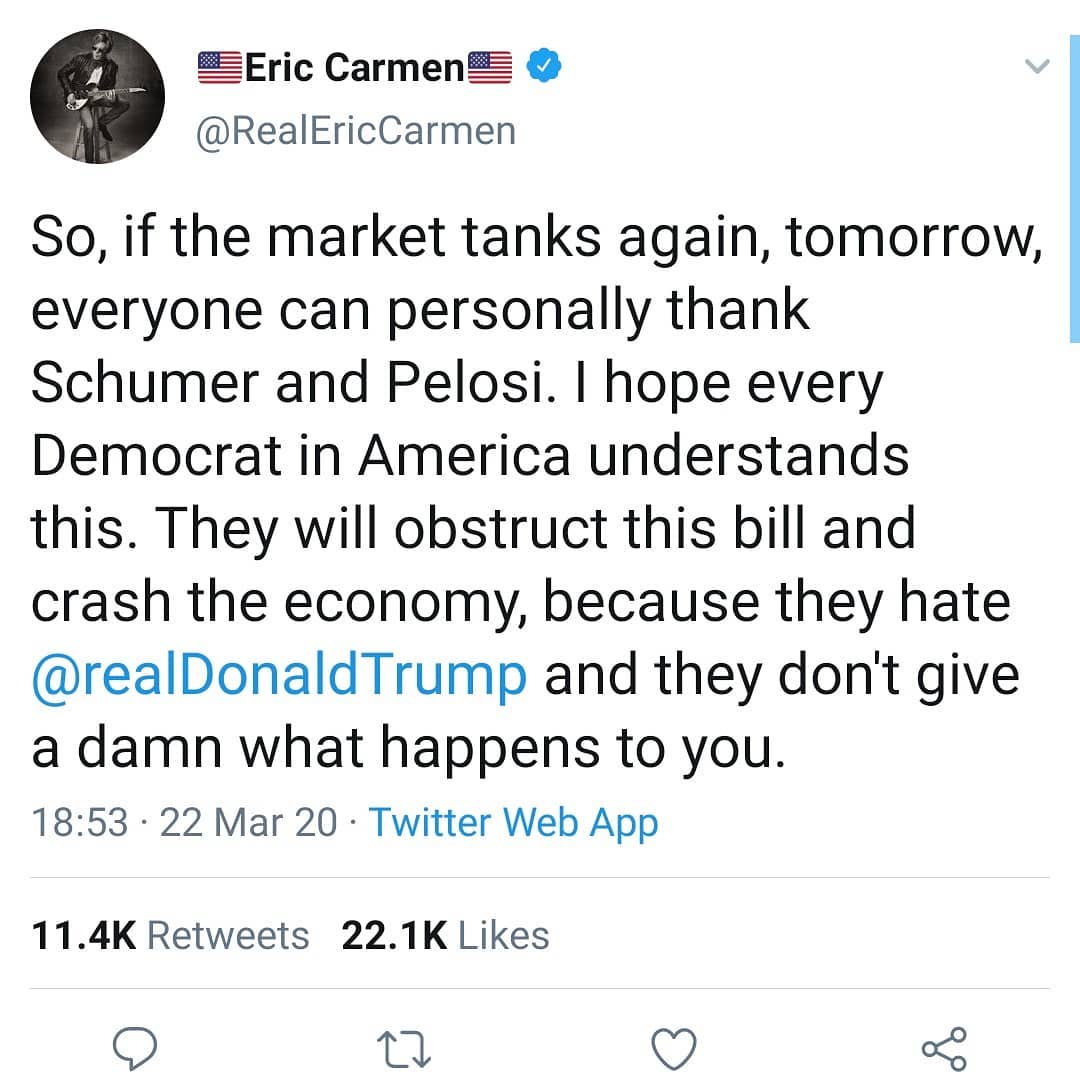 🇺🇸Eric Carmen🇺🇸
@RealEricCarmen
So, if the market tanks again, tomorrow,
everyone can personally thank
Schumer and Pelosi. I hope every
Democrat in America understands
this. They will obstruct this bill and
crash the economy, because they hate
@realDonaldTrump and they don't give
a damn what happens to you.
18:53 · 22 Mar 20 · Twitter Web App
11.4K Retweets 22.1K Likes